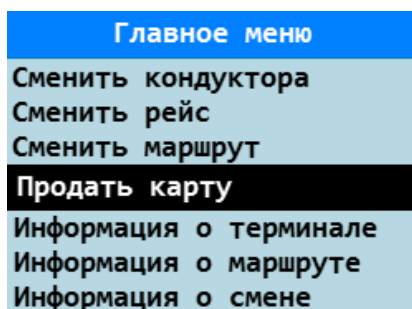 Главное меню
Сменить кондуктора
Сменить рейс
Сменить маршрут
Продать карту
Информация о терминале
Информация о маршруте
Информация о смене